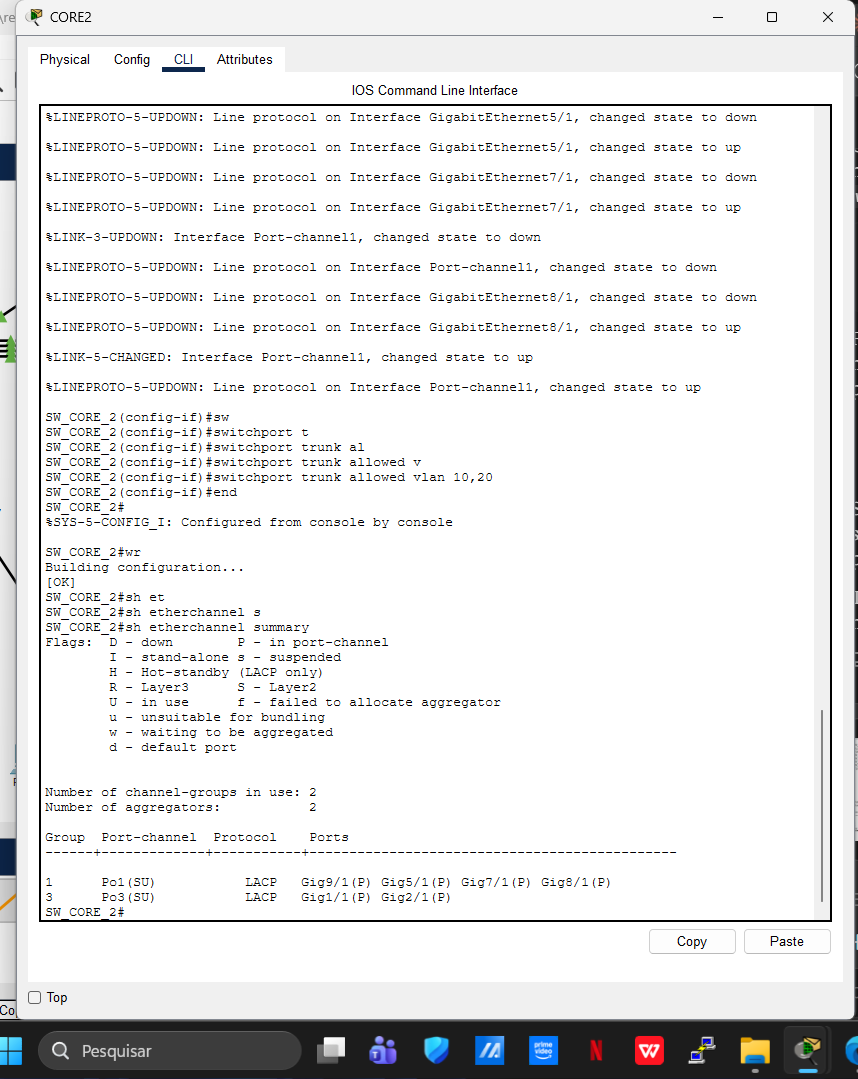 CORE2
Physical Config CLI Attributes
IOS Command Line Interface
%LINEPROTO-5-UPDOWN: Line protocol on Interface GigabitEthernet5/1, changed state to down
%LINEPROTO-5-UPDOWN: Line protocol on Interface GigabitEthernet5/1, changed state to up
%LINEPROTO-5-UPDOWN: Line protocol on Interface GigabitEthernet7/1, changed state to down
%LINEPROTO-5-UPDOWN: Line protocol on Interface GigabitEthernet7/1, changed state to up
%LINK-3-UPDOWN: Interface Port-channel1, changed state to down
%LINEPROTO-5-UPDOWN: Line protocol on Interface Port-channel1, changed state to down
%LINEPROTO-5-UPDOWN: Line protocol on Interface GigabitEthernet8/1, changed state to down
%LINEPROTO-5-UPDOWN: Line protocol on Interface GigabitEthernet8/1, changed state to up
%LINK-5-CHANGED: Interface Port-channel1, changed state to up
%LINEPROTO-5-UPDOWN: Line protocol on Interface Port-channel1, changed state to up
SW_CORE_2(config-if)#sw
SW_CORE_2(config-if)#switchport t
SW_CORE_2(config-if)#switchport trunk al
SW_CORE_2(config-if)#switchport trunk allowed v
SW_CORE_2(config-if)#switchport trunk allowed vlan 10,20
SW_CORE_2(config-if)#end
SW_CORE_2#
%SYS-5-CONFIG_I: Configured from console by console
SW_CORE_2#wr
Building configuration...
[OK]
SW_CORE_2#sh et
SW_CORE_2#sh etherchannel s
SW_CORE_2#sh etherchannel summary
Flags:  D - down        P - in port-channel
        I - stand-alone s - suspended
        H - Hot-standby (LACP only)
        R - Layer3      S - Layer2
        U - in use      f - failed to allocate aggregator
        u - unsuitable for bundling
        w - waiting to be aggregated
        d - default port
Number of channel-groups in use: 2
Number of aggregators:           2
Group  Port-channel  Protocol    Ports
------+-------------+-----------+----------------------------------------------
1      Po1(SU)           LACP   Gig9/1(P) Gig5/1(P) Gig7/1(P) Gig8/1(P)
3      Po3(SU)           LACP   Gig1/1(P) Gig2/1(P)
SW_CORE_2#
Copy Paste
Top
Co
Pesquisar
prime video
N
W